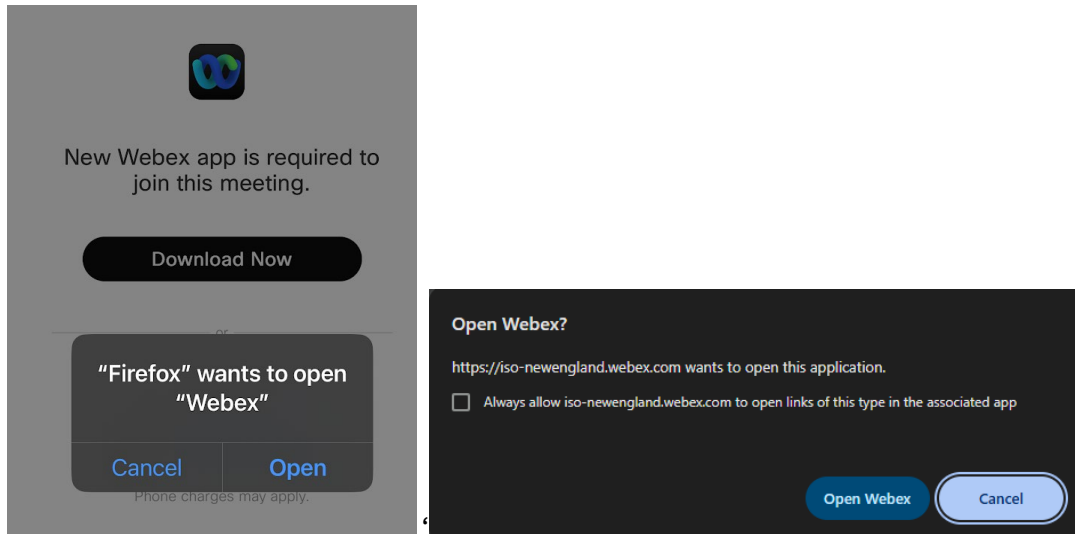 New Webex app is required to
join this meeting.
Download Now
or
“Firefox” wants to open
“Webex”
Cancel
Open
Phone charges may apply.
‘
Open Webex?
https://iso-newengland.webex.com wants to open this application.
Always allow iso-newengland.webex.com to open links of this type in the associated app
Open Webex
Cancel